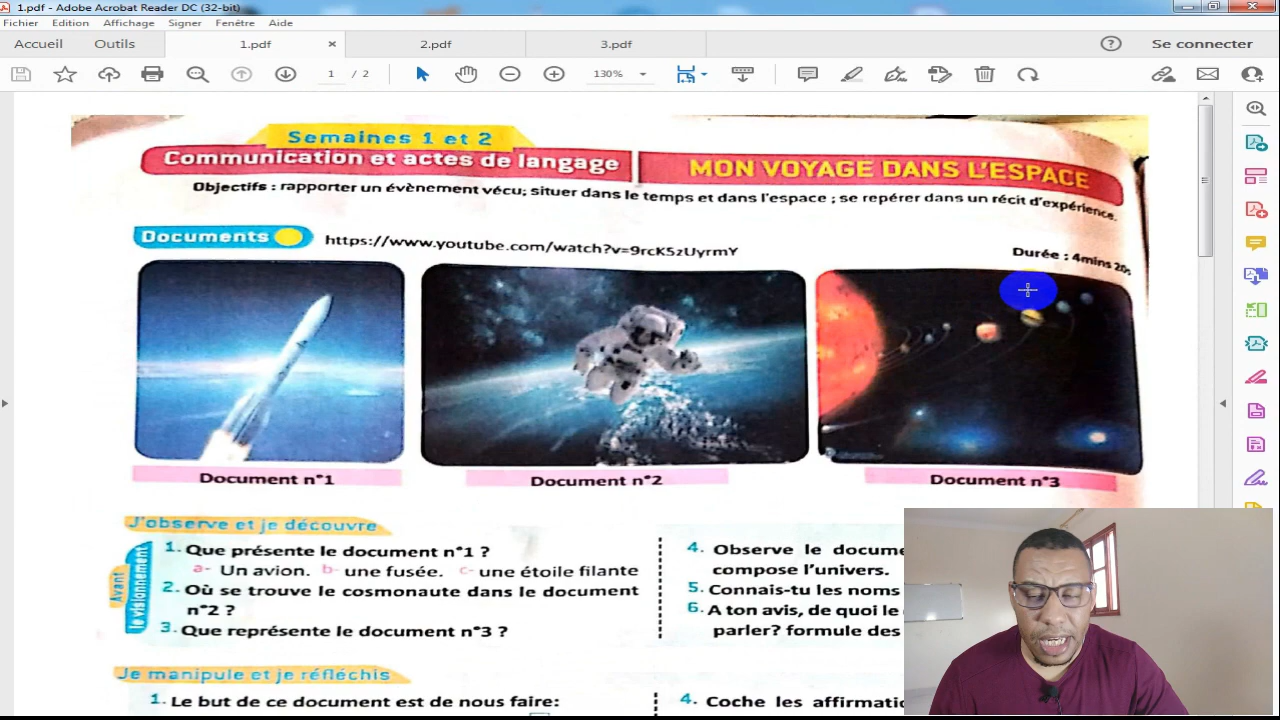 1.pdf - Adobe Acrobat Reader DC (32-bit)
Fichier Edition Affichage Signer Fenêtre Aide
Accueil Outils 1.pdf × 2.pdf 3.pdf Se connecter
1 / 2 130%
Semaines 1 et 2
Communication et actes de langage
MON VOYAGE DANS L'ESPACE
Objectifs : rapporter un évènement vécu; situer dans le temps et dans l'espace ; se repérer dans un récit d'expérience.
Documents
https://www.youtube.com/watch?v=9rcK5zUyrmY
Durée : 4mins 20s
Document n°1
Document n°2
Document n°3
J'observe et je découvre
Avant
le visionnement
1. Que présente le document n°1 ?
a- Un avion. b- une fusée. c- une étoile filante
2. Où se trouve le cosmonaute dans le document
n°2 ?
3. Que représente le document n°3 ?
4. Observe le docume
compose l'univers.
5. Connais-tu les noms
6. A ton avis, de quoi le
parler? formule des
Je manipule et je réfléchis
1. Le but de ce document est de nous faire:
4. Coche les affirmati